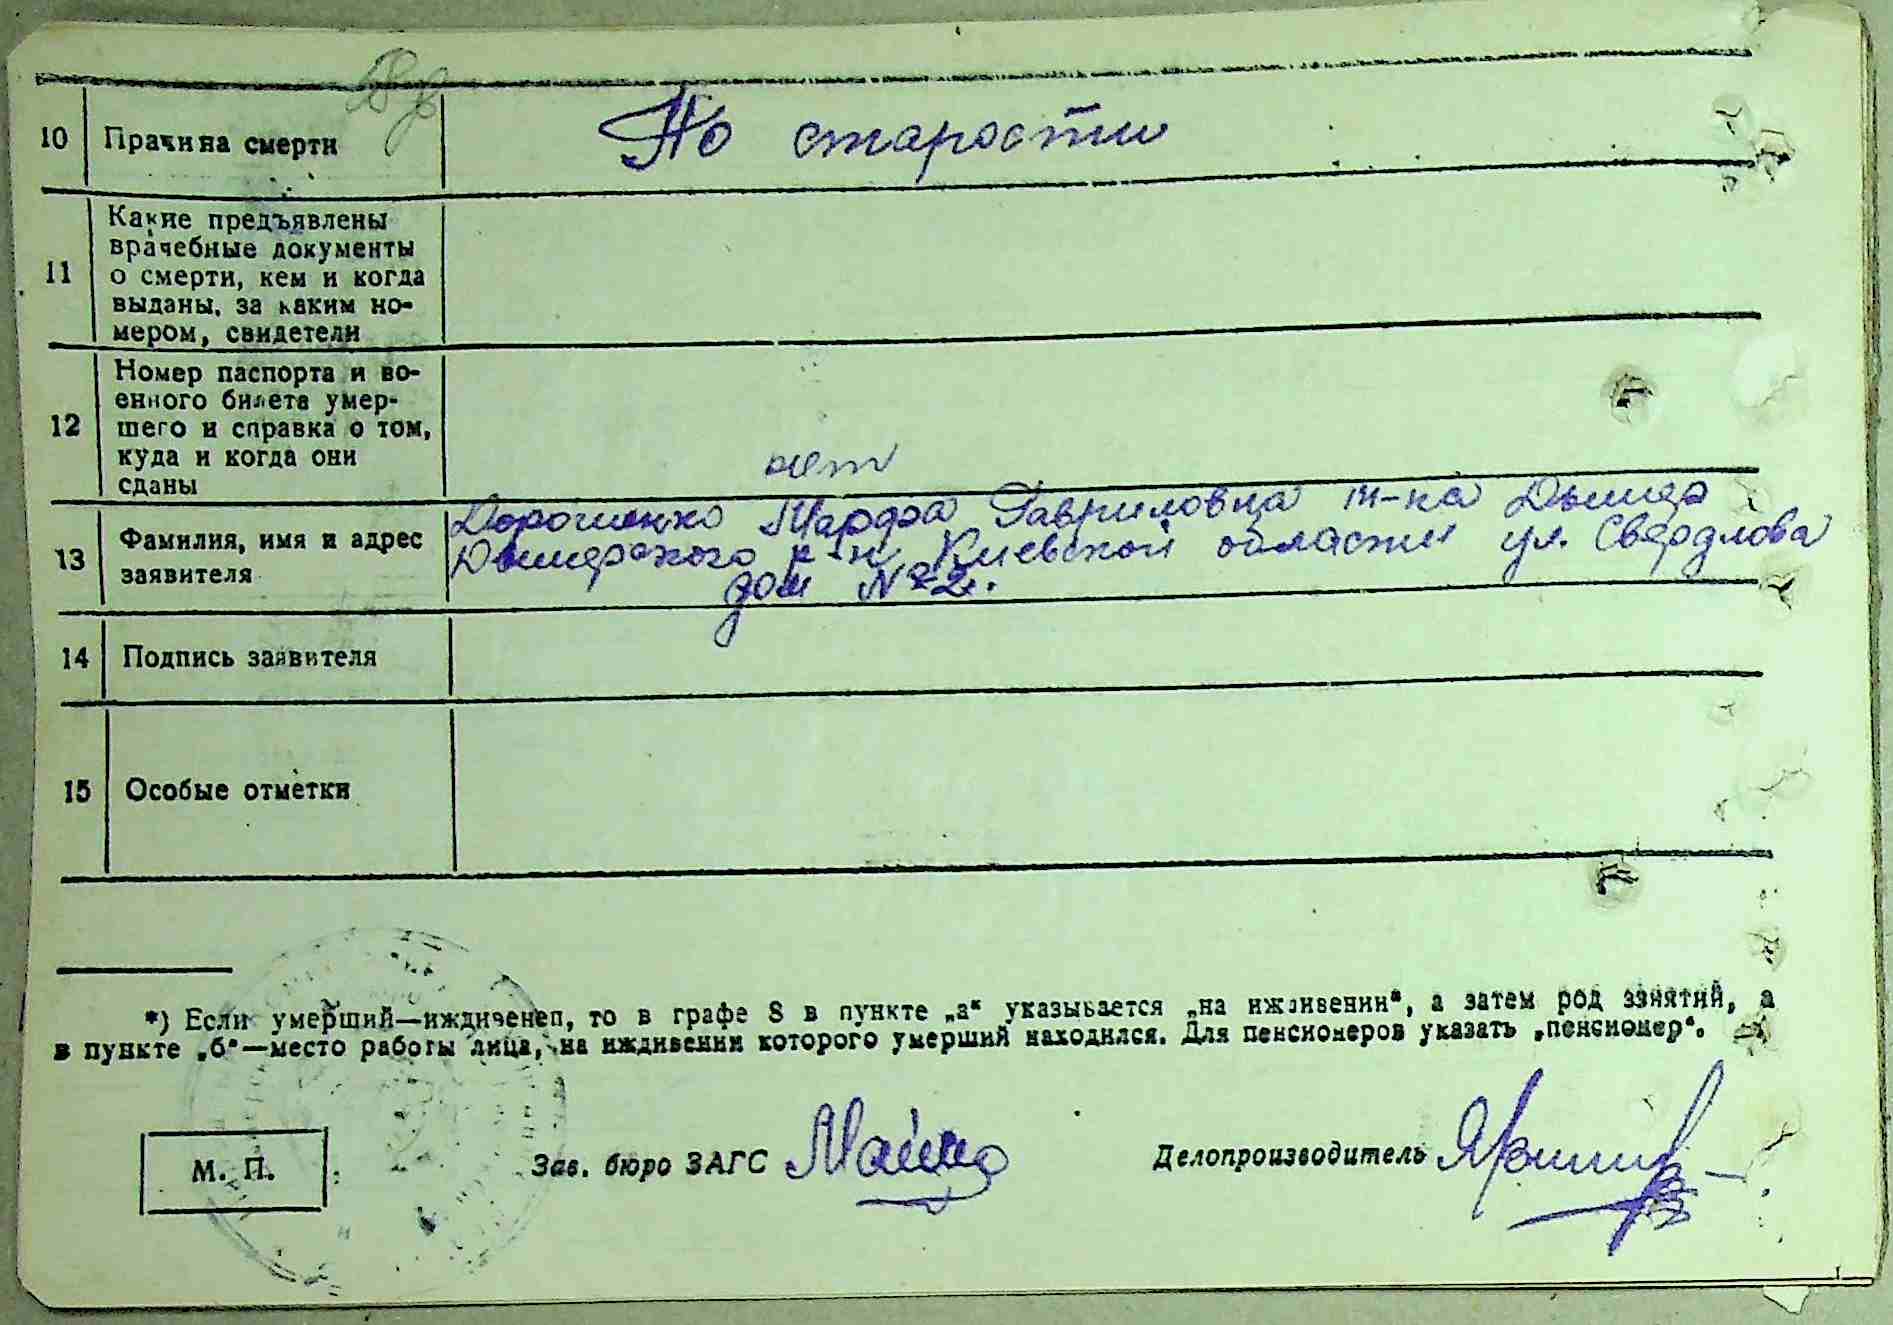 10 Причина смерти По старости
11 Какие предъявлены
врачебные документы
о смерти, кем и когда
выданы, за каким но-
мером, свидетели
12 Номер паспорта и во-
енного билета умер-
шего и справка о том,
куда и когда они
сданы
нет
13 Фамилия, имя и адрес
заявителя
Дорошенко Марфа Гавриловна м-ка Дымер
Дымерского р-н Киевской области ул. Свердлова
дом № 2.
14 Подпись заявителя
15 Особые отметки
*) Если умерший—иждивенец, то в графе 8 в пункте „а“ указывается „на иждивении“, а затем род занятий, а
в пункте „б“—место работы лица, на иждивении которого умерший находился. Для пенсионеров указать „пенсионер“.
М. П. Зав. бюро ЗАГС Делопроизводитель